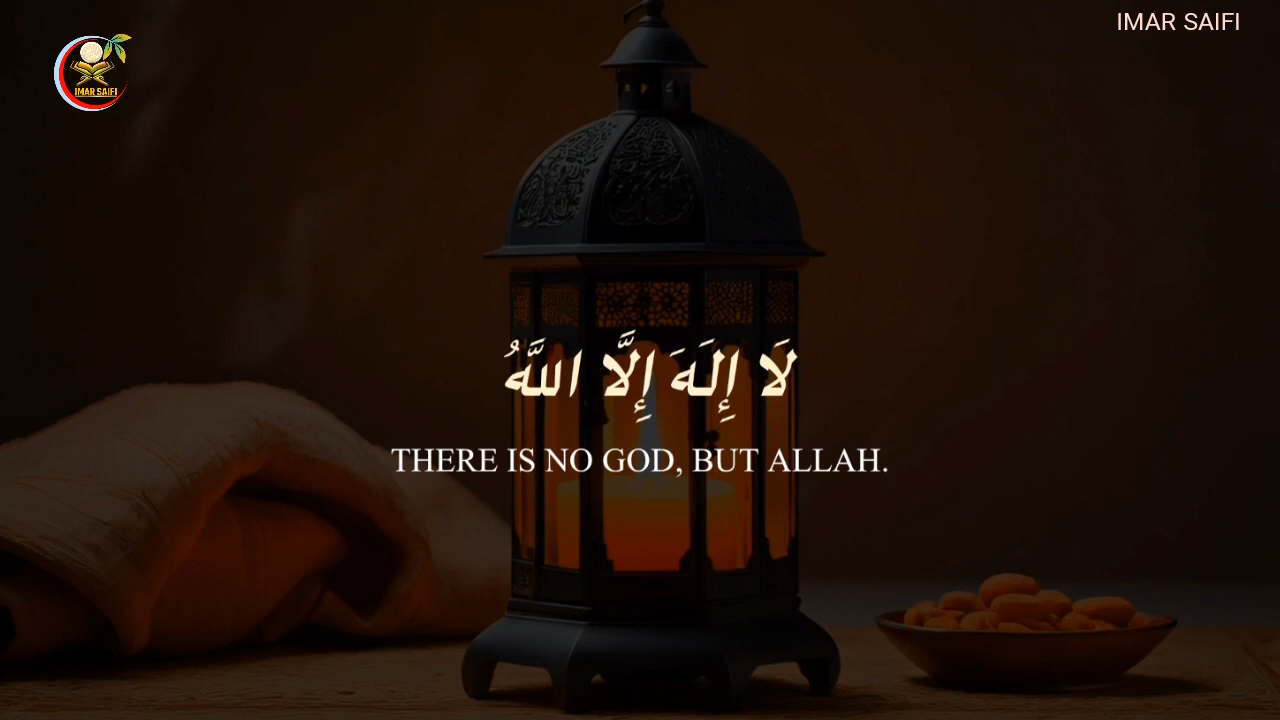 IMAR SAIFI
IMAR SAIFI
لَا إِلَهَ إِلَّا اللَّهُ
THERE IS NO GOD, BUT ALLAH.